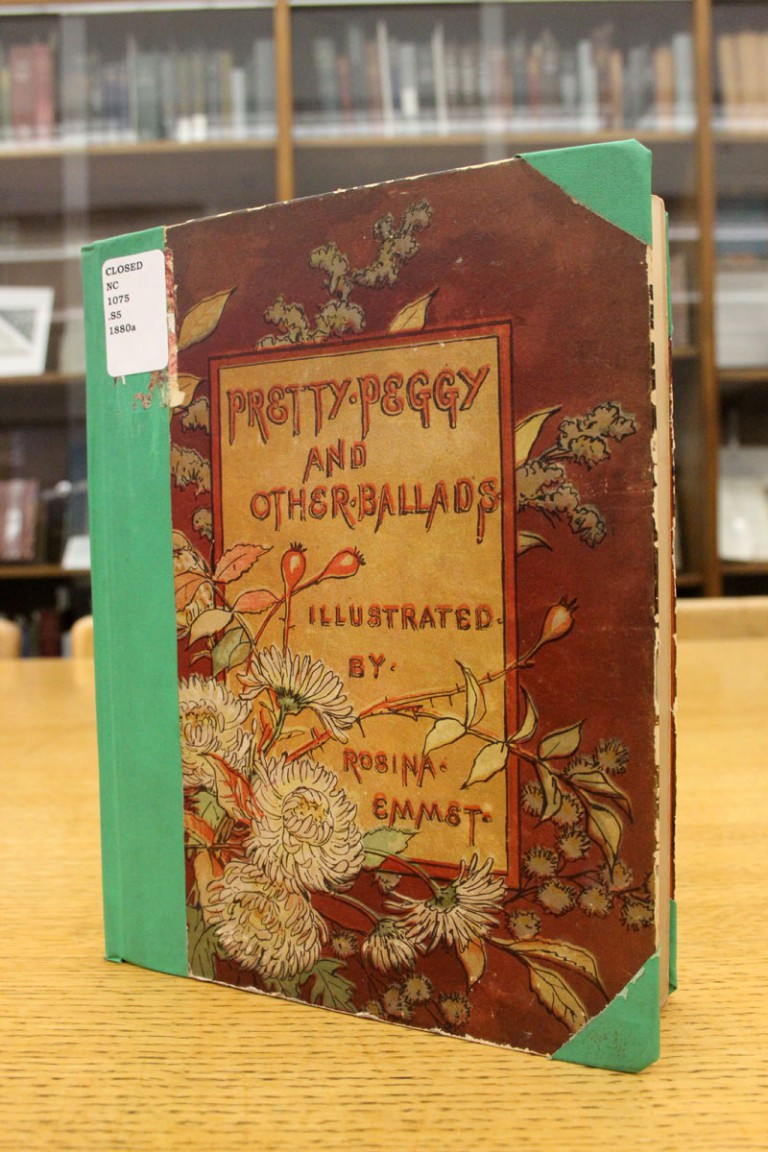 CLOSED
NC
1075
.S5
1880a
PRETTY·PEGGY
AND
OTHER·BALLADS·
ILLUSTRATED·
BY·
ROSINA·
EMMET·